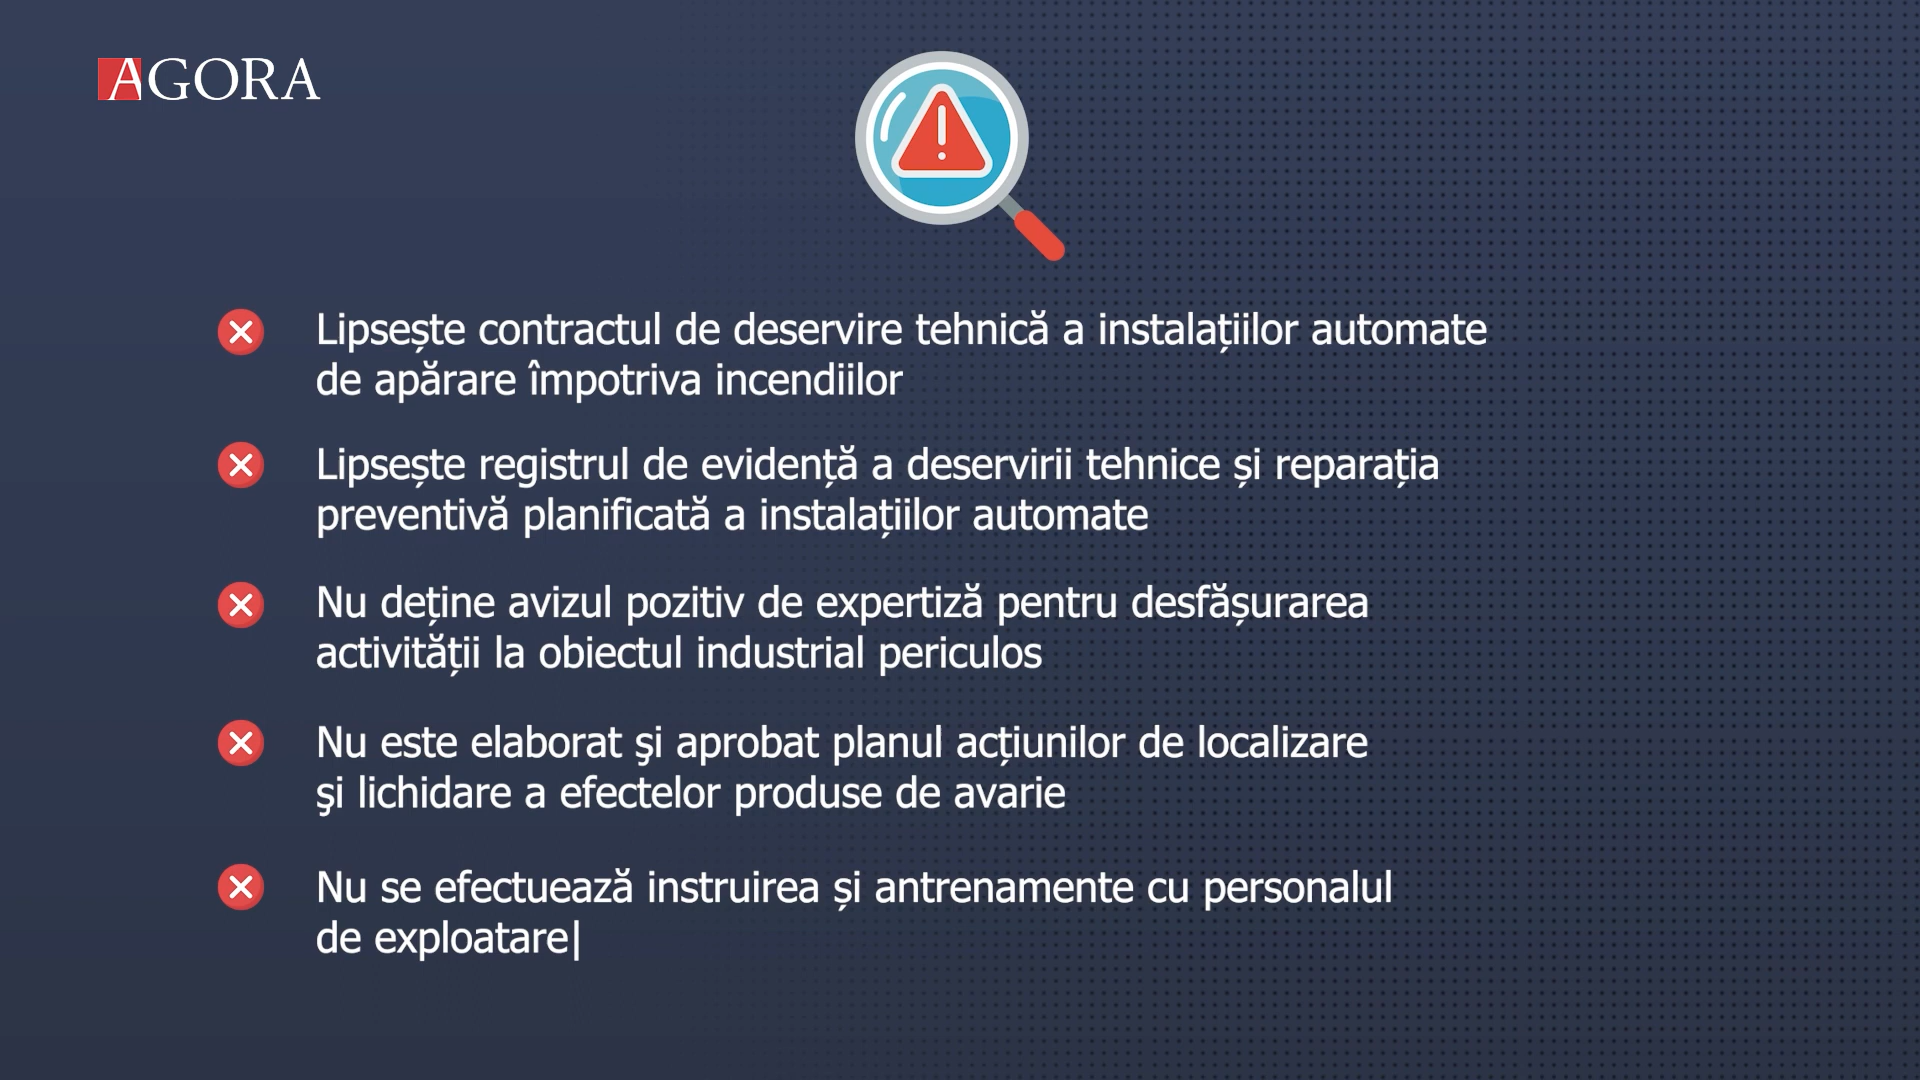 AGORA
Lipsește contractul de deservire tehnică a instalațiilor automate
de apărare împotriva incendiilor
Lipsește registrul de evidență a deservirii tehnice și reparația
preventivă planificată a instalațiilor automate
Nu deține avizul pozitiv de expertiză pentru desfășurarea
activității la obiectul industrial periculos
Nu este elaborat şi aprobat planul acțiunilor de localizare
şi lichidare a efectelor produse de avarie
Nu se efectuează instruirea și antrenamente cu personalul
de exploatare|